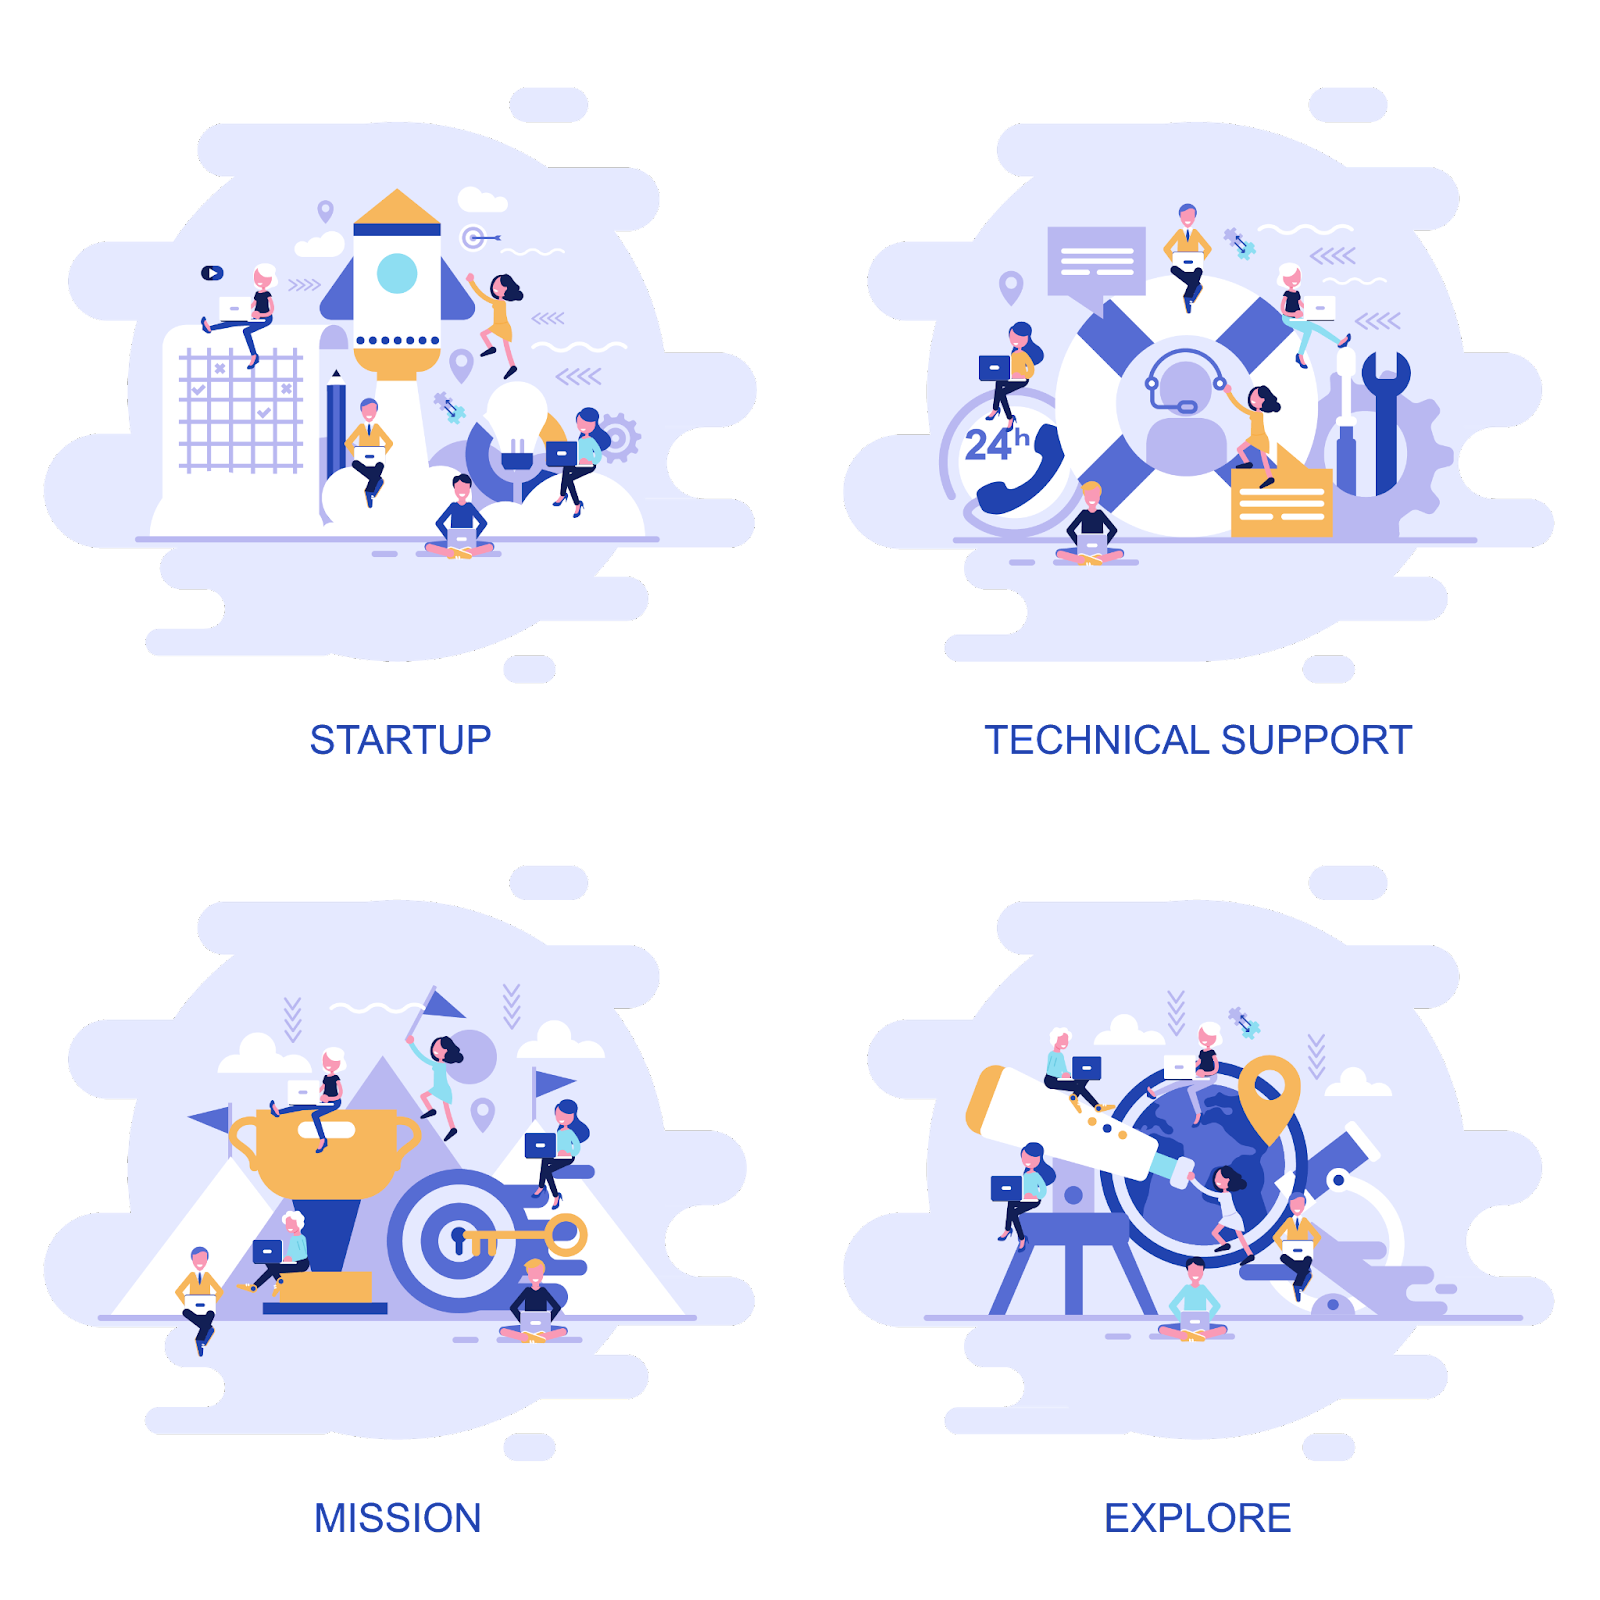 24h
STARTUP
TECHNICAL SUPPORT
MISSION
EXPLORE